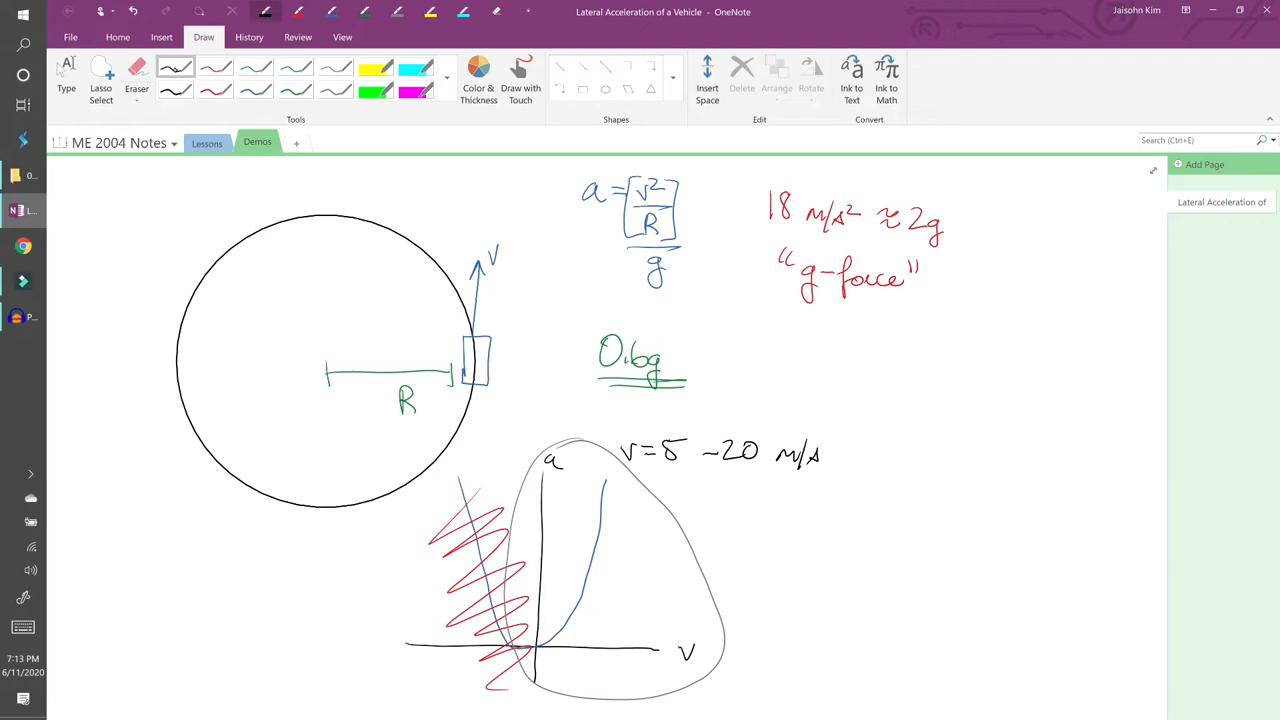 Lateral Acceleration of a Vehicle - OneNote
Jaisohn Kim
File Home Insert Draw History Review View
Type
Lasso Select
Eraser
Color & Thickness
Draw with Touch
Insert Space
Delete
Arrange
Rotate
Ink to Text
Ink to Math
Tools
Shapes
Edit
Convert
ME 2004 Notes
Lessons
Demos
+
Search (Ctrl+E)
Add Page
Lateral Acceleration of
0...
L...
P...
a = [v²/R]/g
18 m/s² ≈ 2g
"g-force"
v
R
0.6g
v = 5 ~20 m/s
a
v
7:13 PM
6/11/2020